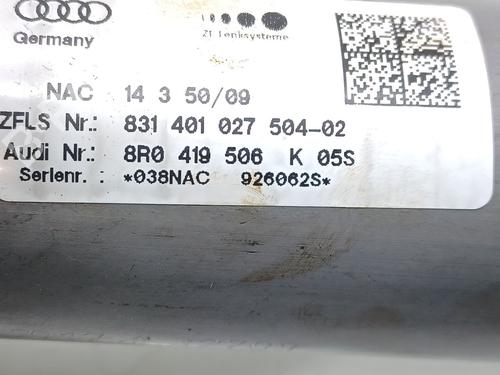 Germany
ZF Lenksysteme
NAC 14 3 50/09
ZFLS Nr.: 831 401 027 504-02
Audi Nr.: 8R0 419 506 K 05S
Serlenr. : *038NAC 926062S*